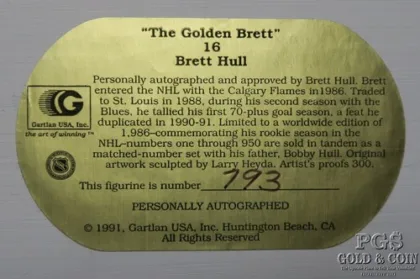 "The Golden Brett"
16
Brett Hull
Personally autographed and approved by Brett Hull. Brett
entered the NHL with the Calgary Flames in 1986. Traded
to St. Louis in 1988, during his second season with the
Blues, he tallied his first 70-plus goal season, a feat he
duplicated in 1990-91. Limited to a worldwide edition of
1,986-commemorating his rookie season in the
NHL-numbers one through 950 are sold in tandem as a
matched-number set with his father, Bobby Hull. Original
artwork sculpted by Larry Heyda. Artist's proofs 300.
G
Gartlan USA, Inc.
the art of winning™
This figurine is number 793
PERSONALLY AUTOGRAPHED
© 1991, Gartlan USA, Inc. Huntington Beach, CA
All Rights Reserved
PGS
GOLD & COIN